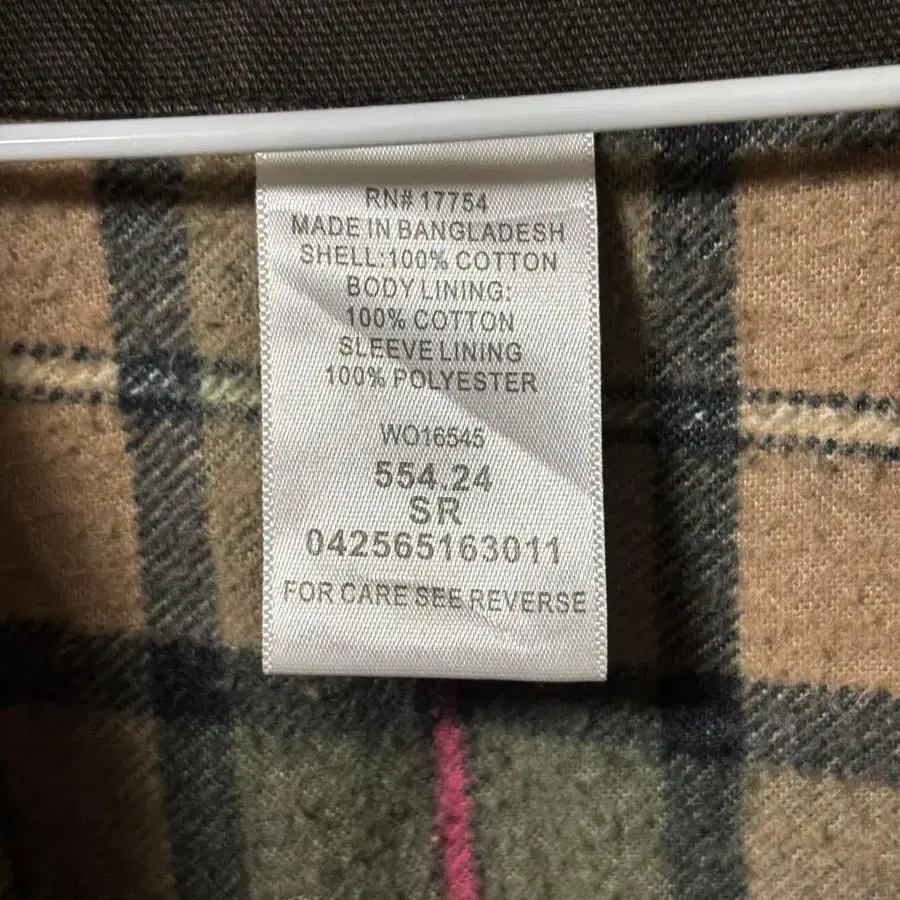 RN# 17754
MADE IN BANGLADESH
SHELL:100% COTTON
BODY LINING:
100% COTTON
SLEEVE LINING
100% POLYESTER
WO16545
554.24
SR
042565163011
FOR CARE SEE REVERSE